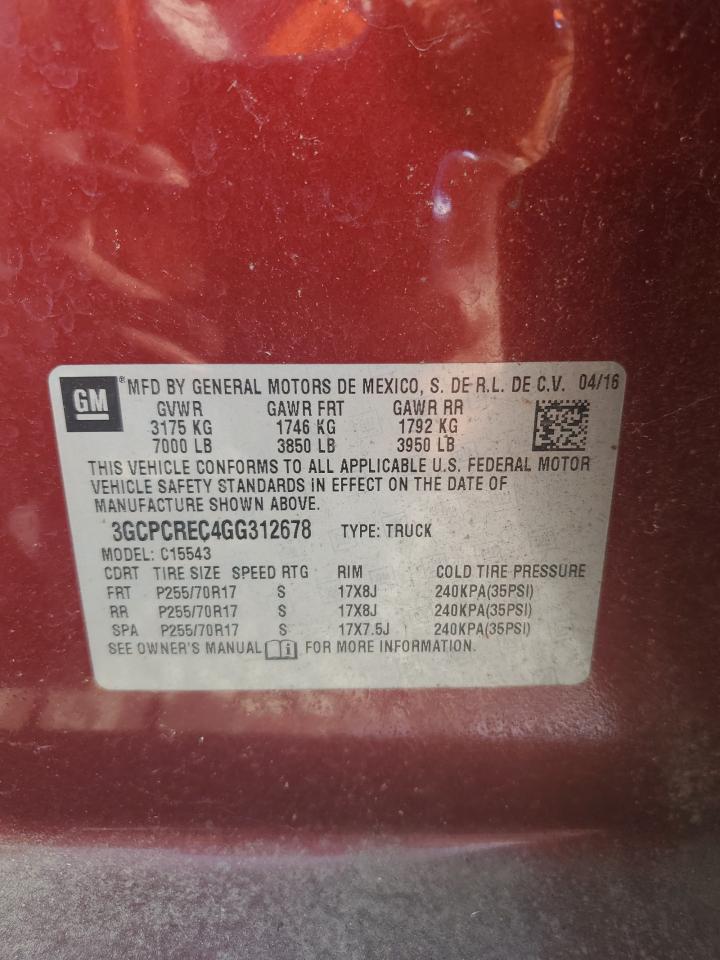 GM ® MFD BY GENERAL MOTORS DE MEXICO, S. DE R.L. DE C.V. 04/16
GVWR GAWR FRT GAWR RR
3175 KG 1746 KG 1792 KG
7000 LB 3850 LB 3950 LB
THIS VEHICLE CONFORMS TO ALL APPLICABLE U.S. FEDERAL MOTOR
VEHICLE SAFETY STANDARDS IN EFFECT ON THE DATE OF
MANUFACTURE SHOWN ABOVE.
3GCPCREC4GG312678 TYPE: TRUCK
MODEL: C15543
CDRT TIRE SIZE SPEED RTG RIM COLD TIRE PRESSURE
FRT P255/70R17 S 17X8J 240KPA(35PSI)
RR P255/70R17 S 17X8J 240KPA(35PSI)
SPA P255/70R17 S 17X7.5J 240KPA(35PSI)
SEE OWNER'S MANUAL i FOR MORE INFORMATION.